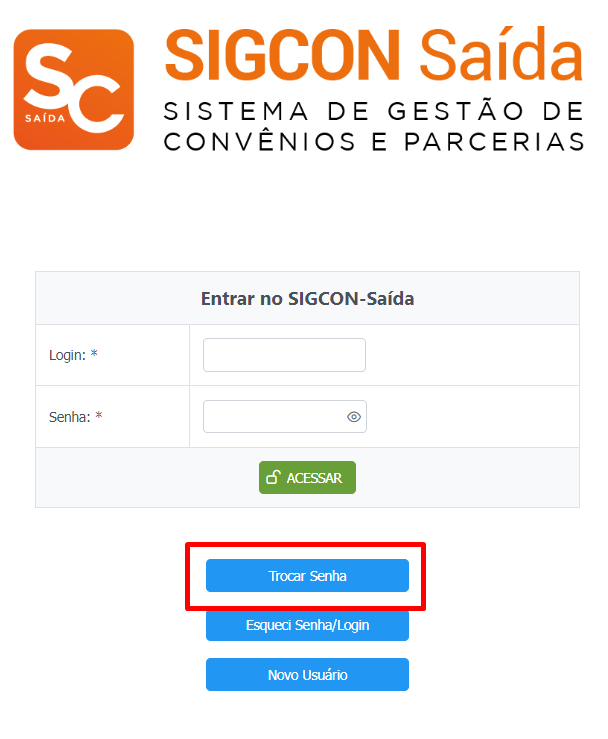 SC
SAÍDA
SIGCON Saída
SISTEMA DE GESTÃO DE
CONVÊNIOS E PARCERIAS
Entrar no SIGCON-Saída
Login: *
Senha: *
ACESSAR
Trocar Senha
Esqueci Senha/Login
Novo Usuário